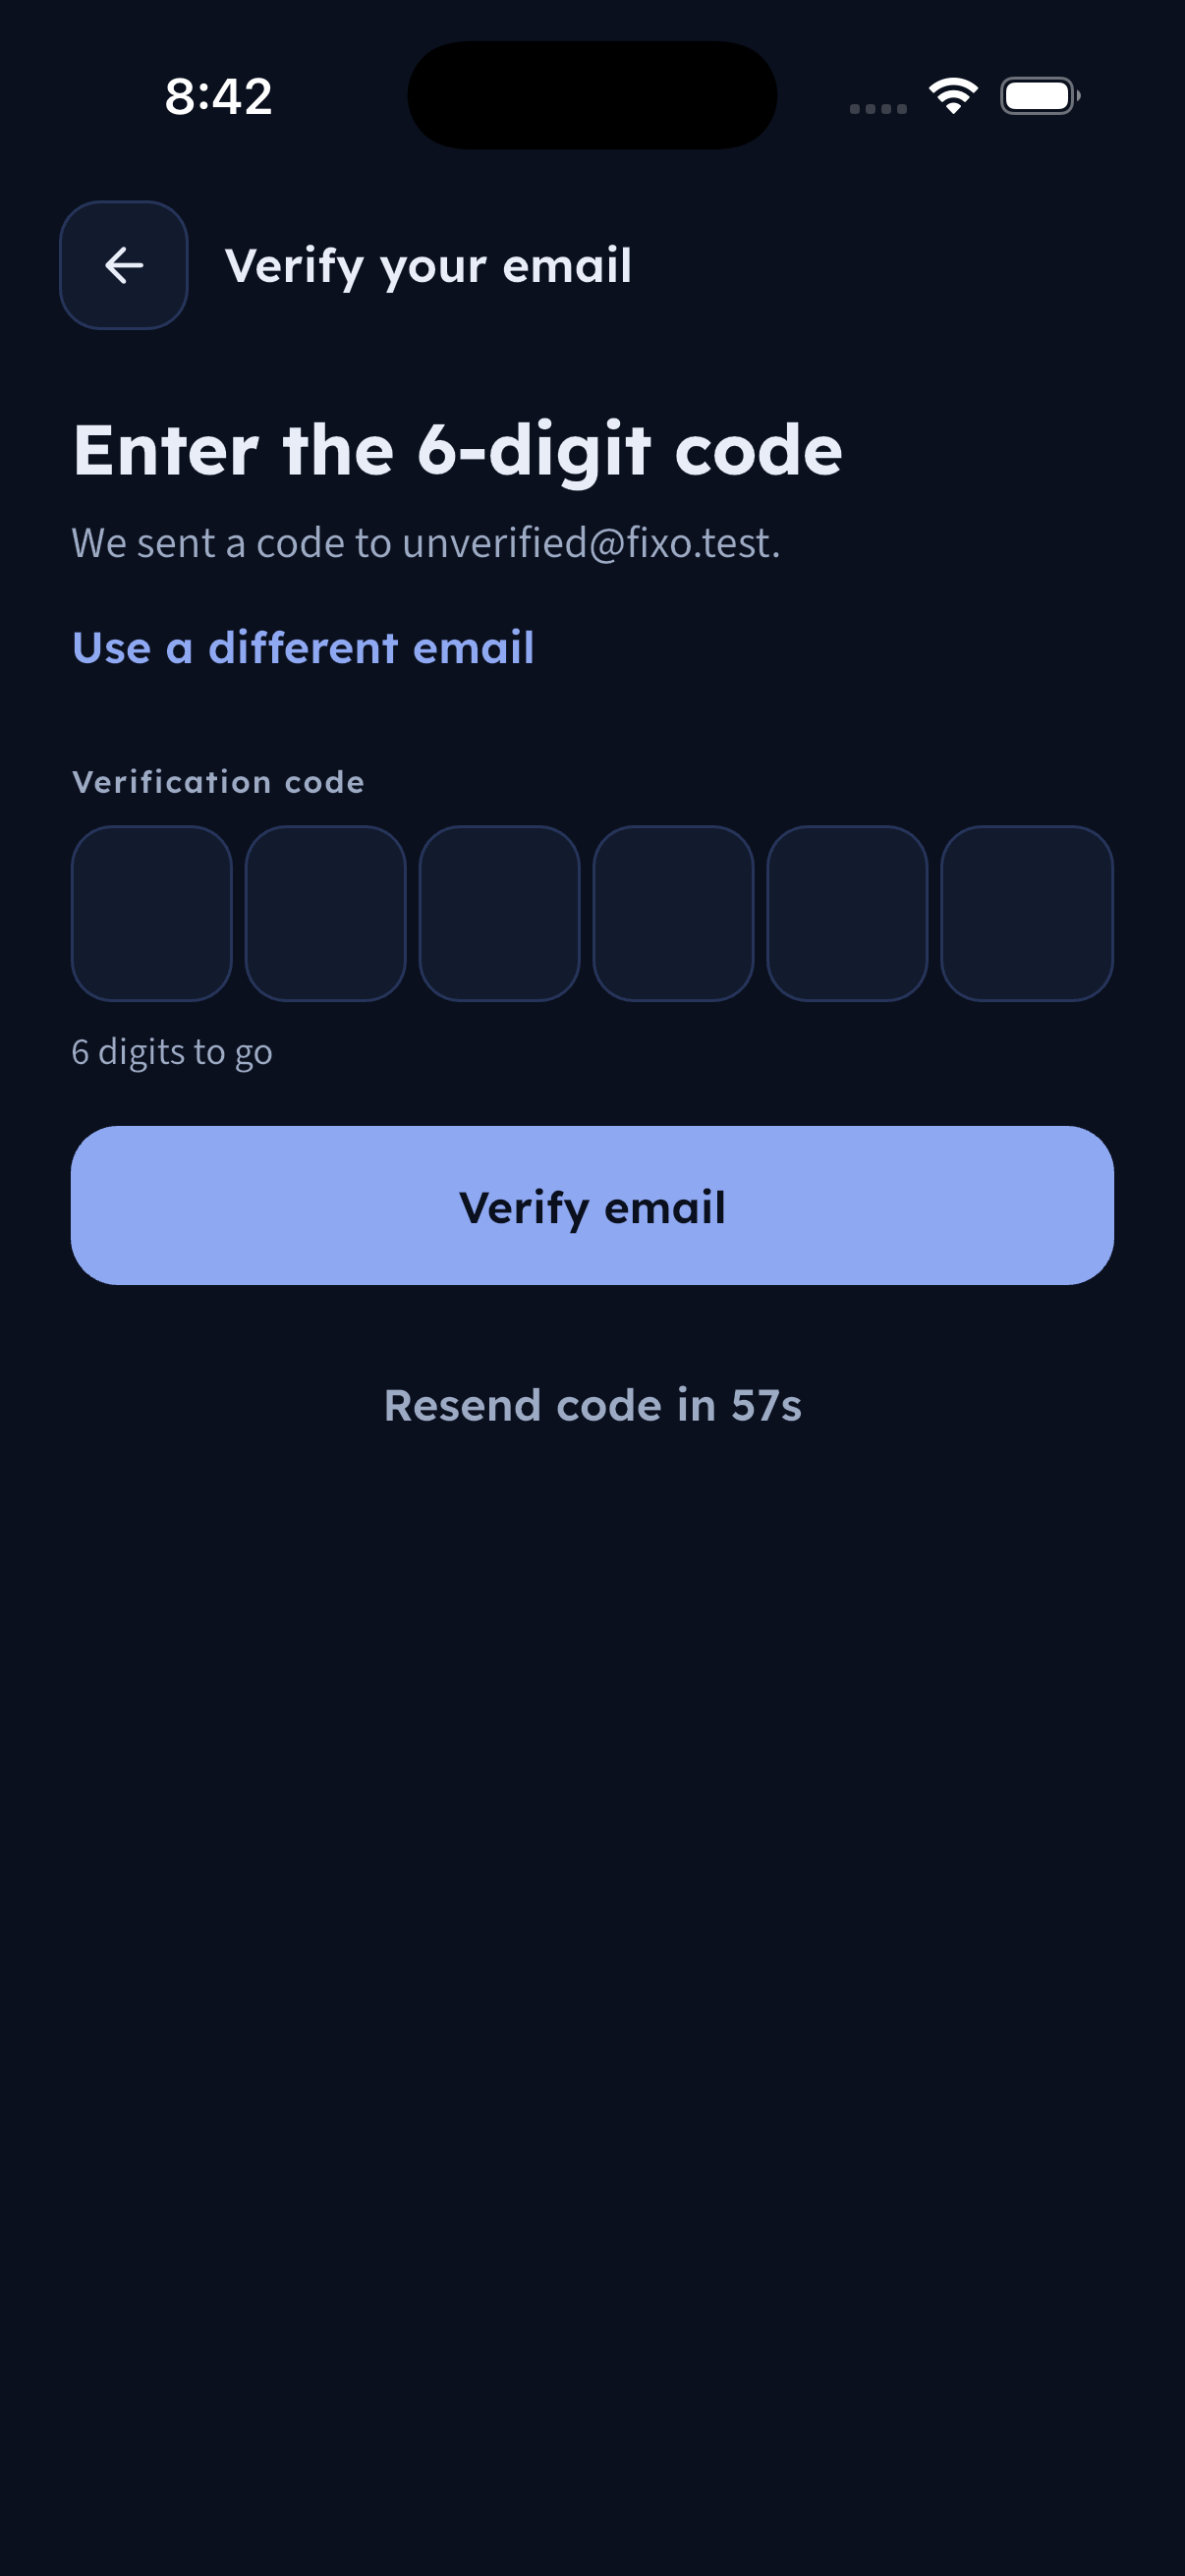 8:42
Verify your email
Enter the 6-digit code
We sent a code to unverified@fixo.test.
Use a different email
Verification code
6 digits to go
Verify email
Resend code in 57s